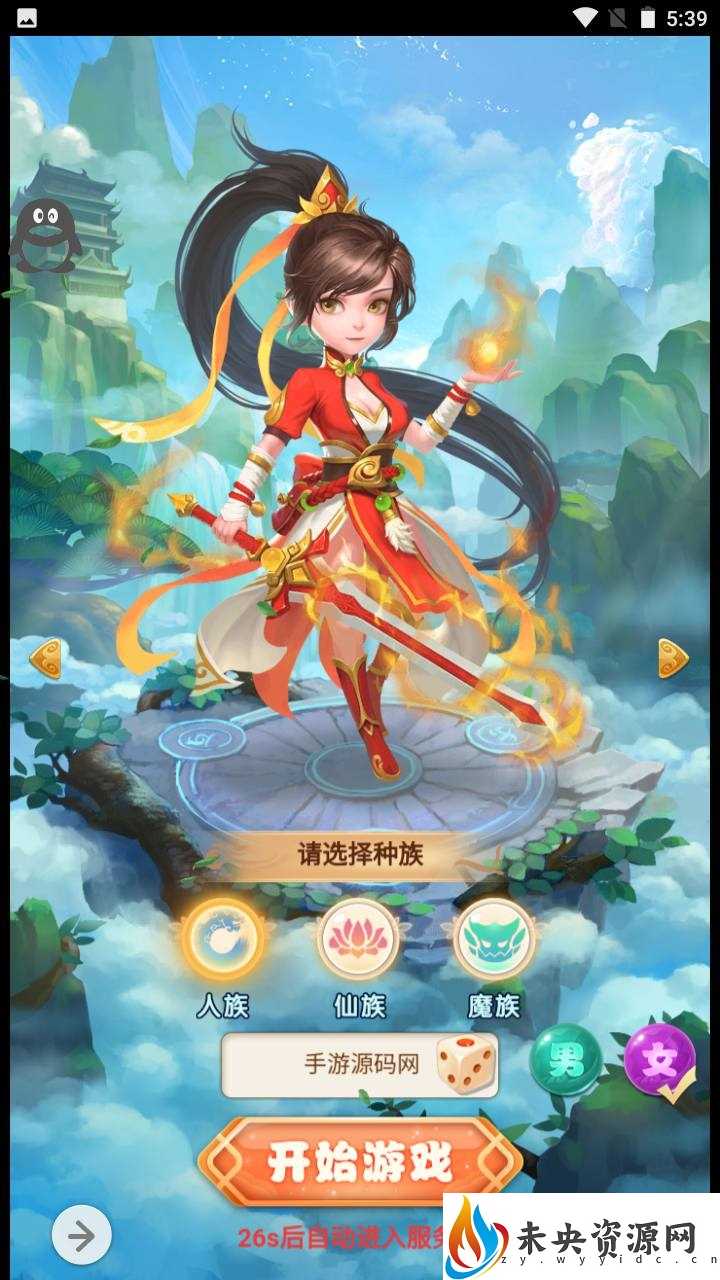 5:39
请选择种族
人族 仙族 魔族
手游源码网
男 女
开始游戏
26s后自动进入服务
未央资源网
zy.wyyidc.cn